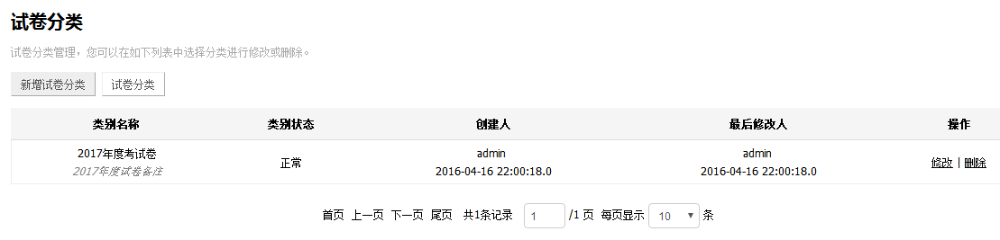 试卷分类
试卷分类管理，您可以在如下列表中选择分类进行修改或删除。
新增试卷分类 试卷分类
类别名称 类别状态 创建人 最后修改人 操作
2017年度考试卷 admin admin
正常 修改 | 删除
2017年度试卷备注 2016-04-16 22:00:18.0 2016-04-16 22:00:18.0
首页 上一页 下一页 尾页 共1条记录 1 /1 页 每页显示 10 条